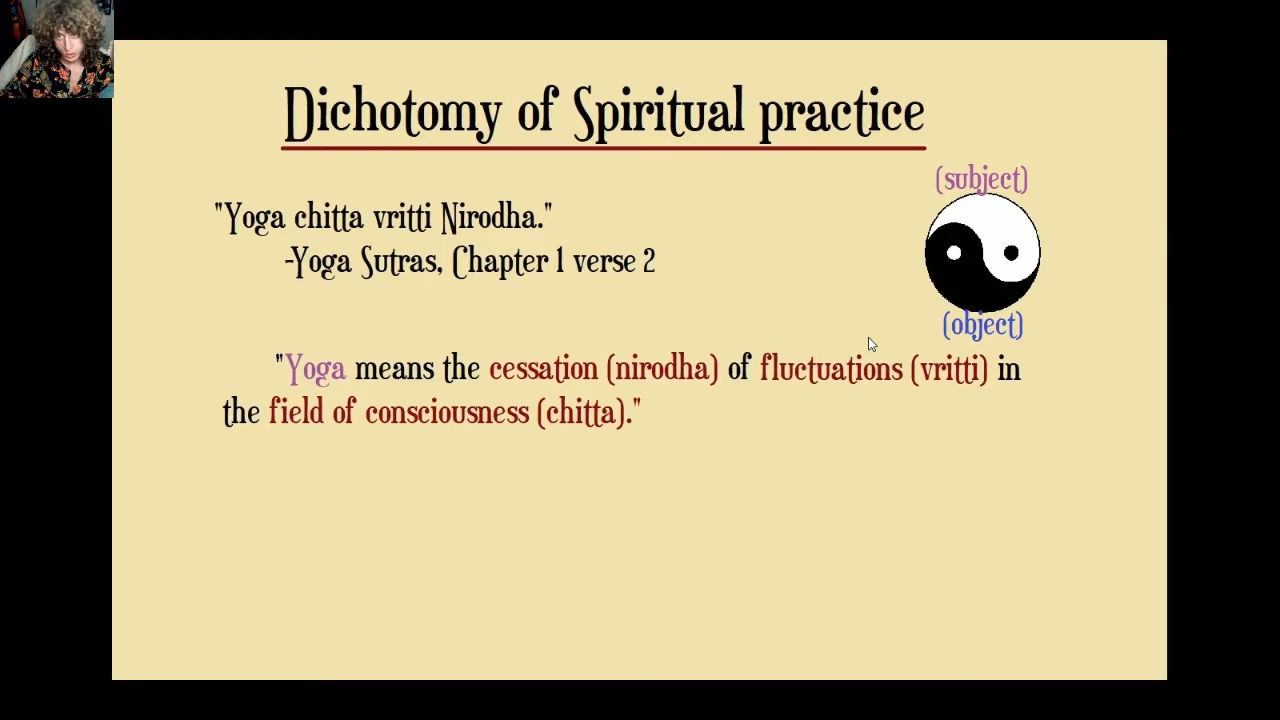 Dichotomy of Spiritual practice
(subject)
"Yoga chitta vritti Nirodha."
-Yoga Sutras, Chapter 1 verse 2
(object)
"Yoga means the cessation (nirodha) of fluctuations (vritti) in
the field of consciousness (chitta)."